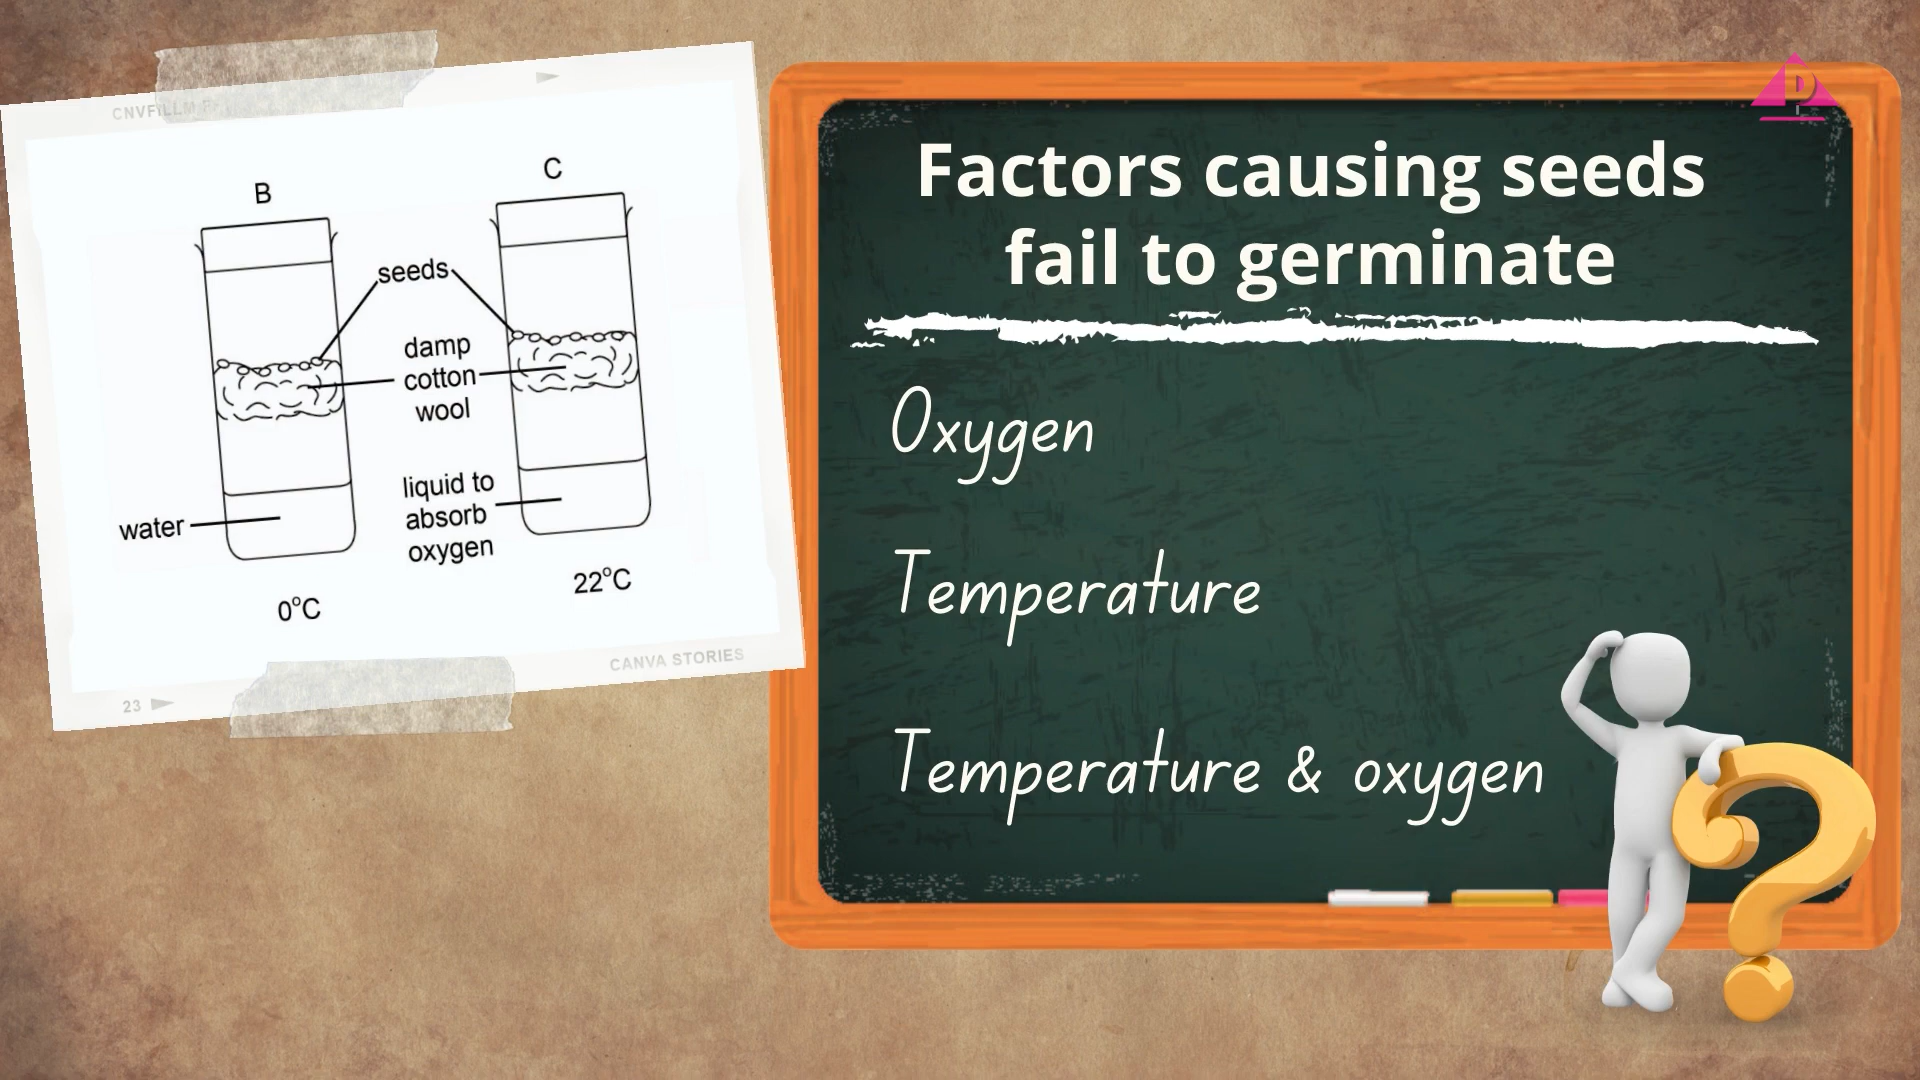 CNVFILLM F
B
C
seeds
damp
cotton
wool
liquid to
absorb
oxygen
water
0°C
22°C
CANVA STORIES
23
P
Factors causing seeds
fail to germinate
Oxygen
Temperature
Temperature & oxygen